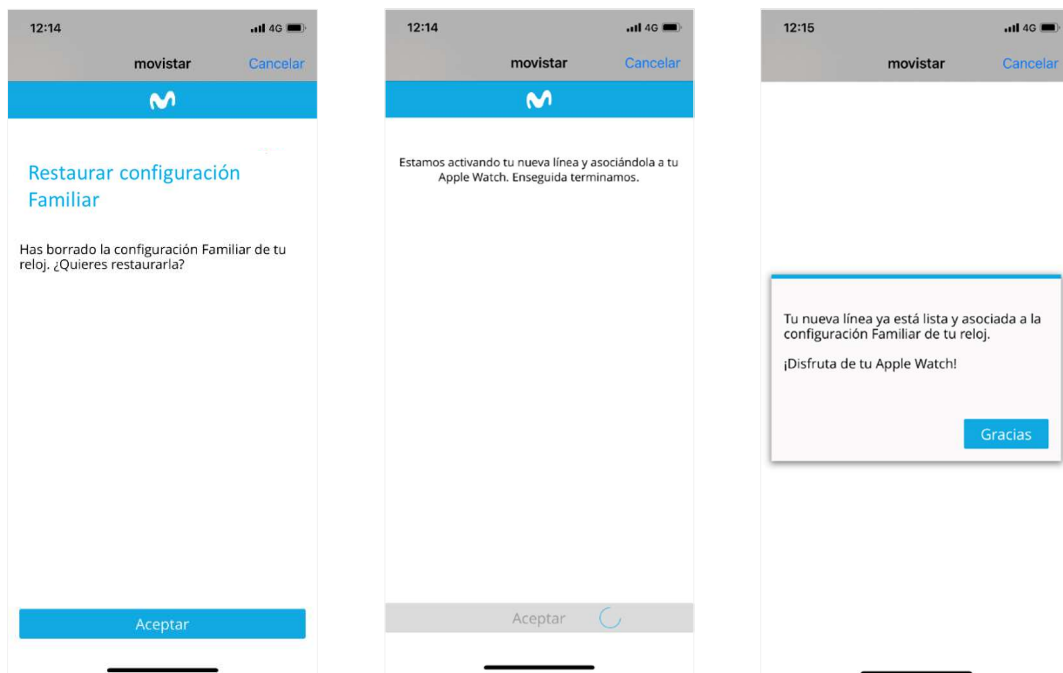 12:14
4G
movistar
Cancelar
Restaurar configuración
Familiar
Has borrado la configuración Familiar de tu
reloj. ¿Quieres restaurarla?
Aceptar
12:14
4G
movistar
Cancelar
Estamos activando tu nueva línea y asociándola a tu
Apple Watch. Enseguida terminamos.
Aceptar
12:15
4G
movistar
Cancelar
Tu nueva línea ya está lista y asociada a la
configuración Familiar de tu reloj.
¡Disfruta de tu Apple Watch!
Gracias